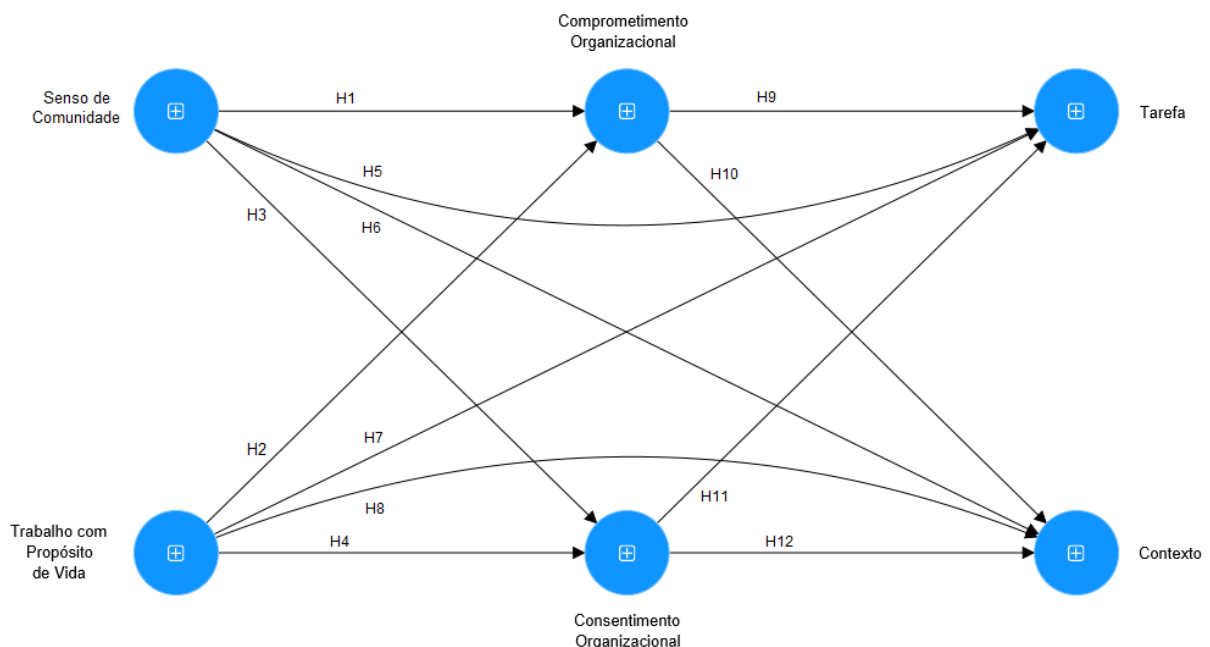 Comprometimento
Organizacional
Senso de
Comunidade
H1
H9
Tarefa
H5
H10
H3
H6
H2
H7
H11
H8
Trabalho com
Propósito
de Vida
H4
H12
Contexto
Consentimento
Organizacional